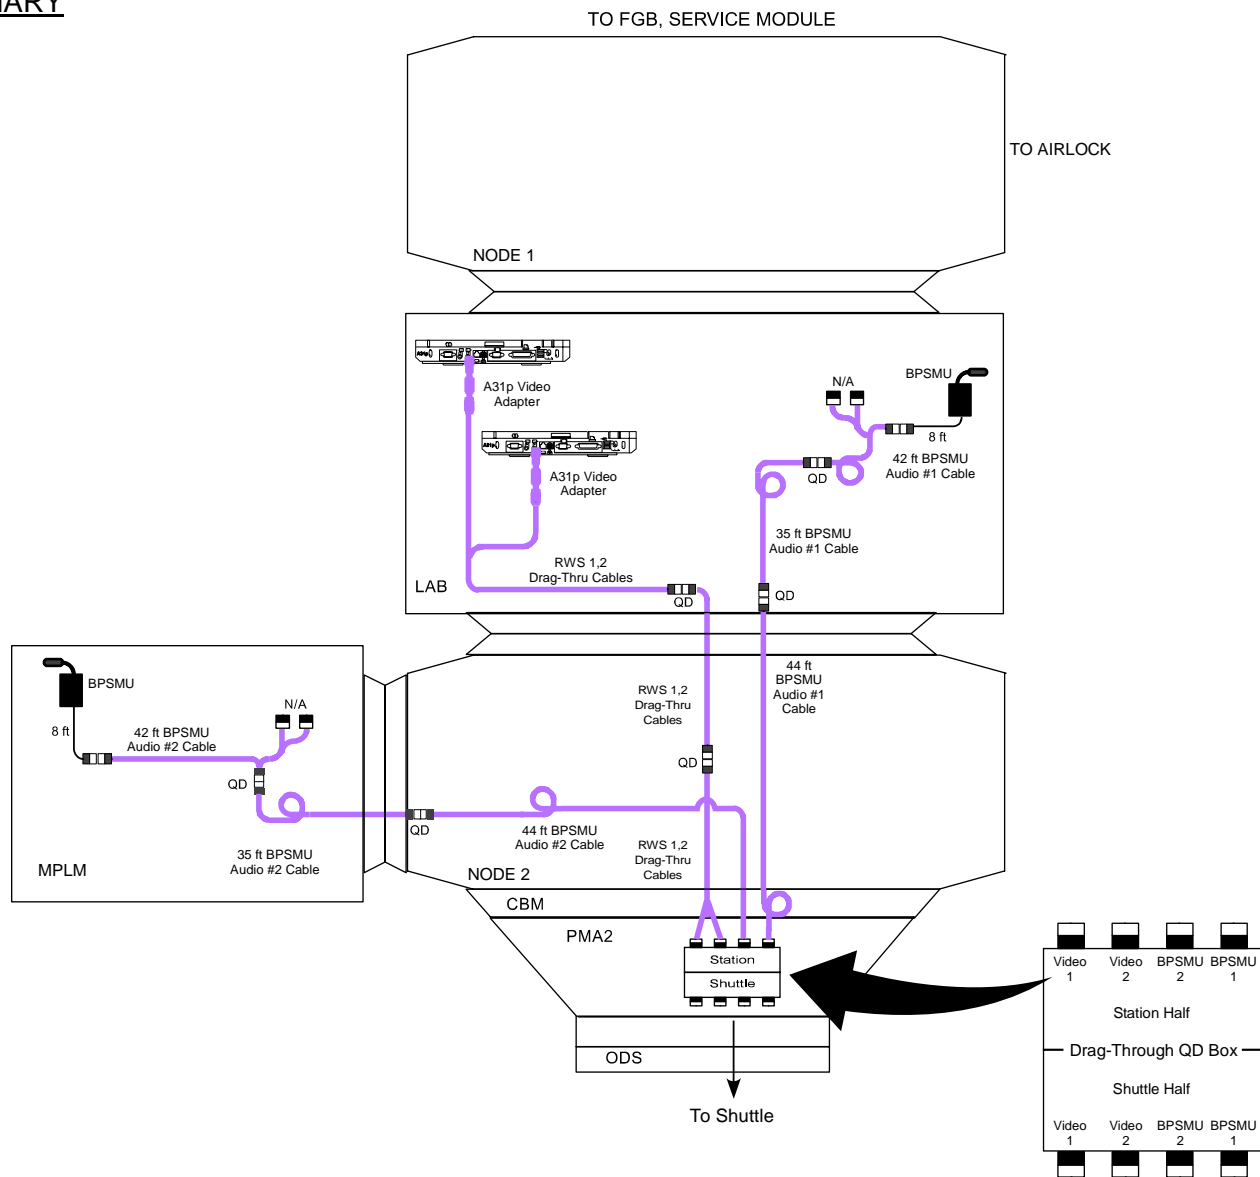 TO FGB, SERVICE MODULE
TO AIRLOCK
NODE 1
A31p Video
Adapter
A31p Video
Adapter
N/A
BPSMU
8 ft
42 ft BPSMU
Audio #1 Cable
QD
35 ft BPSMU
Audio #1 Cable
RWS 1,2
Drag-Thru Cables
LAB
QD
QD
BPSMU
8 ft
N/A
42 ft BPSMU
Audio #2 Cable
QD
35 ft BPSMU
Audio #2 Cable
MPLM
44 ft
BPSMU
Audio #1
Cable
RWS 1,2
Drag-Thru
Cables
QD
QD
44 ft BPSMU
Audio #2 Cable
RWS 1,2
Drag-Thru
Cables
NODE 2
CBM
PMA2
Station
Shuttle
ODS
To Shuttle
Video 1
Video 2
BPSMU 2
BPSMU 1
Station Half
Drag-Through QD Box
Shuttle Half
Video 1
Video 2
BPSMU 2
BPSMU 1